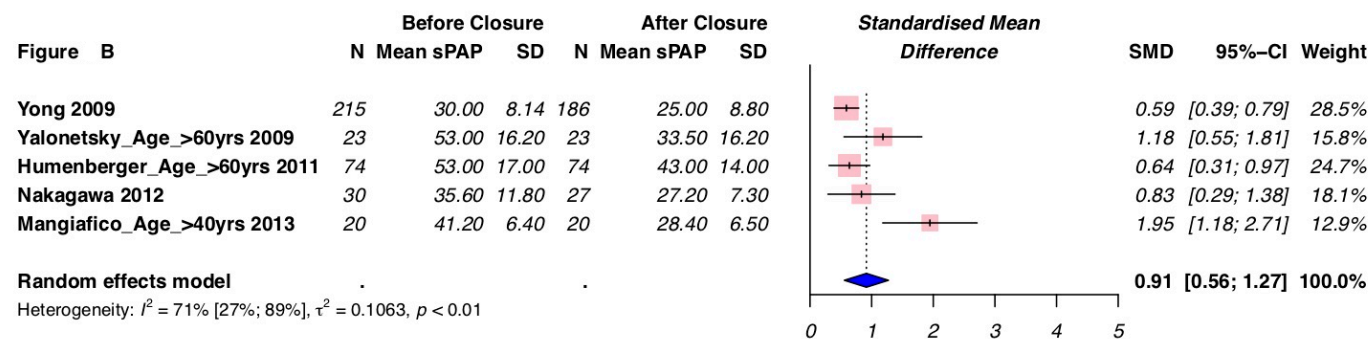 Before Closure After Closure Standardised Mean
Figure B N Mean sPAP SD N Mean sPAP SD Difference SMD 95%−CI Weight
Yong 2009 215 30.00 8.14 186 25.00 8.80 0.59 [0.39; 0.79] 28.5%
Yalonetsky_Age_>60yrs 2009 23 53.00 16.20 23 33.50 16.20 1.18 [0.55; 1.81] 15.8%
Humenberger_Age_>60yrs 2011 74 53.00 17.00 74 43.00 14.00 0.64 [0.31; 0.97] 24.7%
Nakagawa 2012 30 35.60 11.80 27 27.20 7.30 0.83 [0.29; 1.38] 18.1%
Mangiafico_Age_>40yrs 2013 20 41.20 6.40 20 28.40 6.50 1.95 [1.18; 2.71] 12.9%
Random effects model . . 0.91 [0.56; 1.27] 100.0%
Heterogeneity: I² = 71% [27%; 89%], τ² = 0.1063, p < 0.01
0 1 2 3 4 5